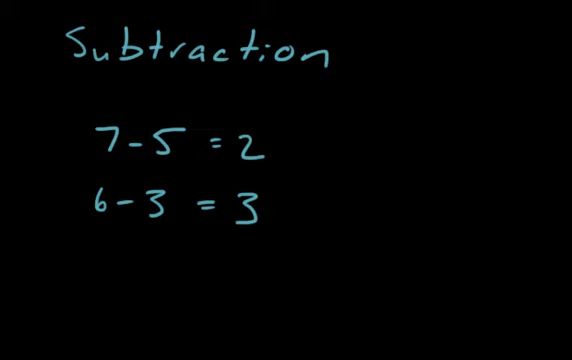 Subtraction
7 - 5 = 2
6 - 3 = 3